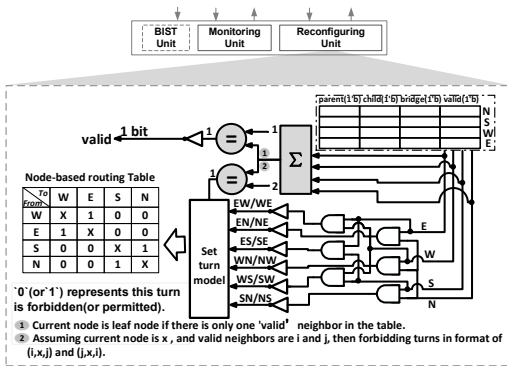 BIST Unit
Monitoring Unit
Reconfiguring Unit
parent(1'b) child(1'b) bridge(1'b) valid(1'b)
N
S
W
E
valid 1 bit
1 = 1
1
2
Σ
1 = 2
Node-based routing Table
To From W E S N
W X 1 0 0
E 1 X 0 0
S 0 0 X 1
N 0 0 1 X
Set turn model
EW/WE
EN/NE
ES/SE
WN/NW
WS/SW
SN/NS
E
W
S
N
`0`(or`1`) represents this turn
is forbidden(or permitted).
1 Current node is leaf node if there is only one 'valid' neighbor in the table.
2 Assuming current node is x , and valid neighbors are i and j, then forbidding turns in format of
(i,x,j) and (j,x,i).